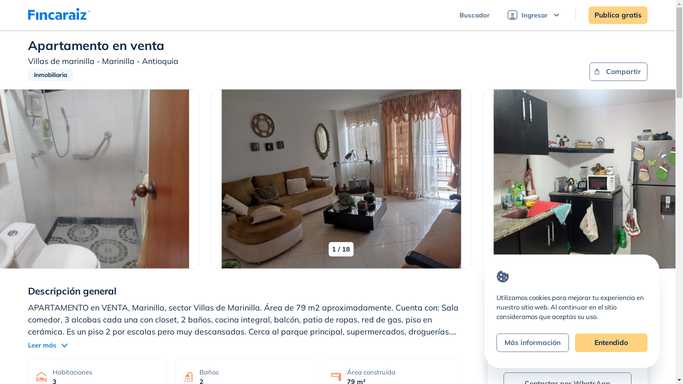 Fincaraiz
Buscador
Ingresar
Publica gratis
Apartamento en venta
Villas de marinilla - Marinilla - Antioquia
Inmobiliaria
Compartir
1 / 18
Descripción general
APARTAMENTO en VENTA, Marinilla, sector Villas de Marinilla. Área de 79 m2 aproximadamente. Cuenta con: Sala
comedor, 3 alcobas cada una con closet, 2 baños, cocina integral, balcón, patio de ropas, red de gas, piso en
cerámica. Es un piso 2 por escalas pero muy descansadas. Cerca al parque principal, supermercados, droguerías....
Leer más
Habitaciones
3
Baños
2
Área construida
79 m²
Utilizamos cookies para mejorar tu experiencia en
nuestro sitio web. Al continuar en el sitio
consideramos que aceptas su uso.
Más información
Entendido
Contactar por WhatsApp